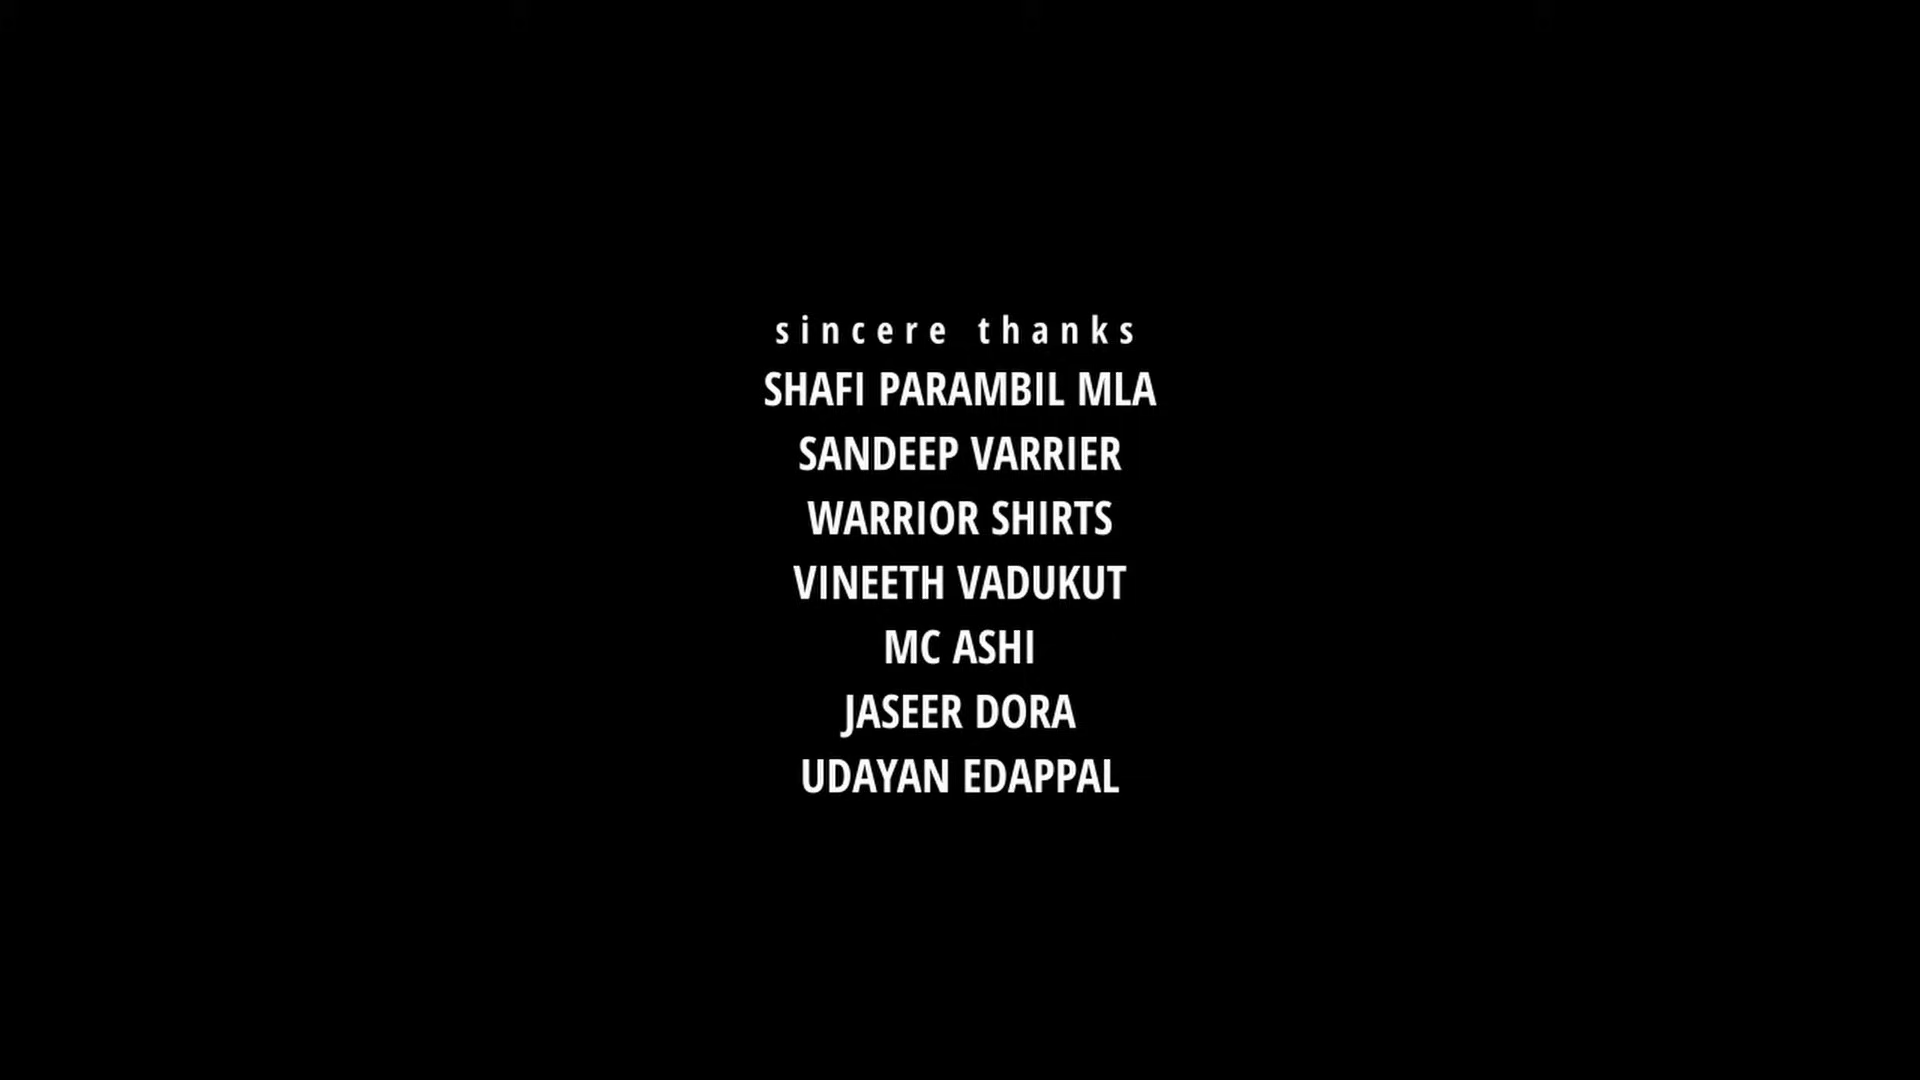 sincere thanks
SHAFI PARAMBIL MLA
SANDEEP VARRIER
WARRIOR SHIRTS
VINEETH VADUKUT
MC ASHI
JASEER DORA
UDAYAN EDAPPAL